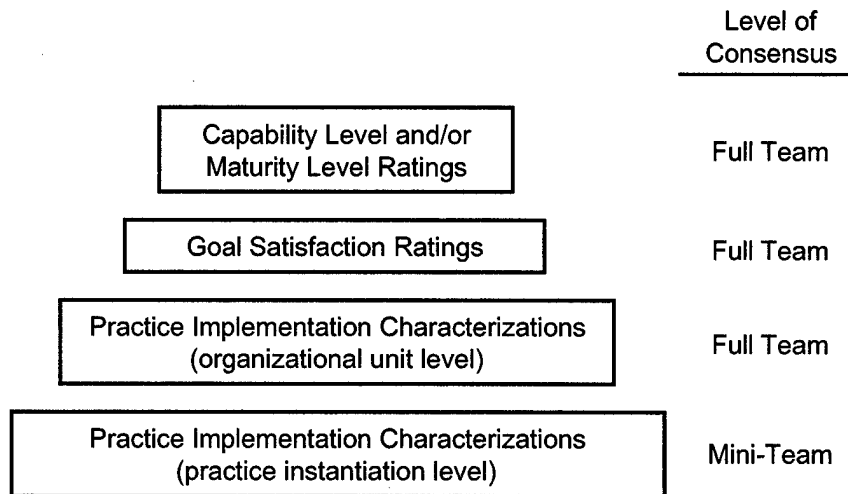 Level of
Consensus
Capability Level and/or
Maturity Level Ratings
Full Team
Goal Satisfaction Ratings
Full Team
Practice Implementation Characterizations
(organizational unit level)
Full Team
Practice Implementation Characterizations
(practice instantiation level)
Mini-Team